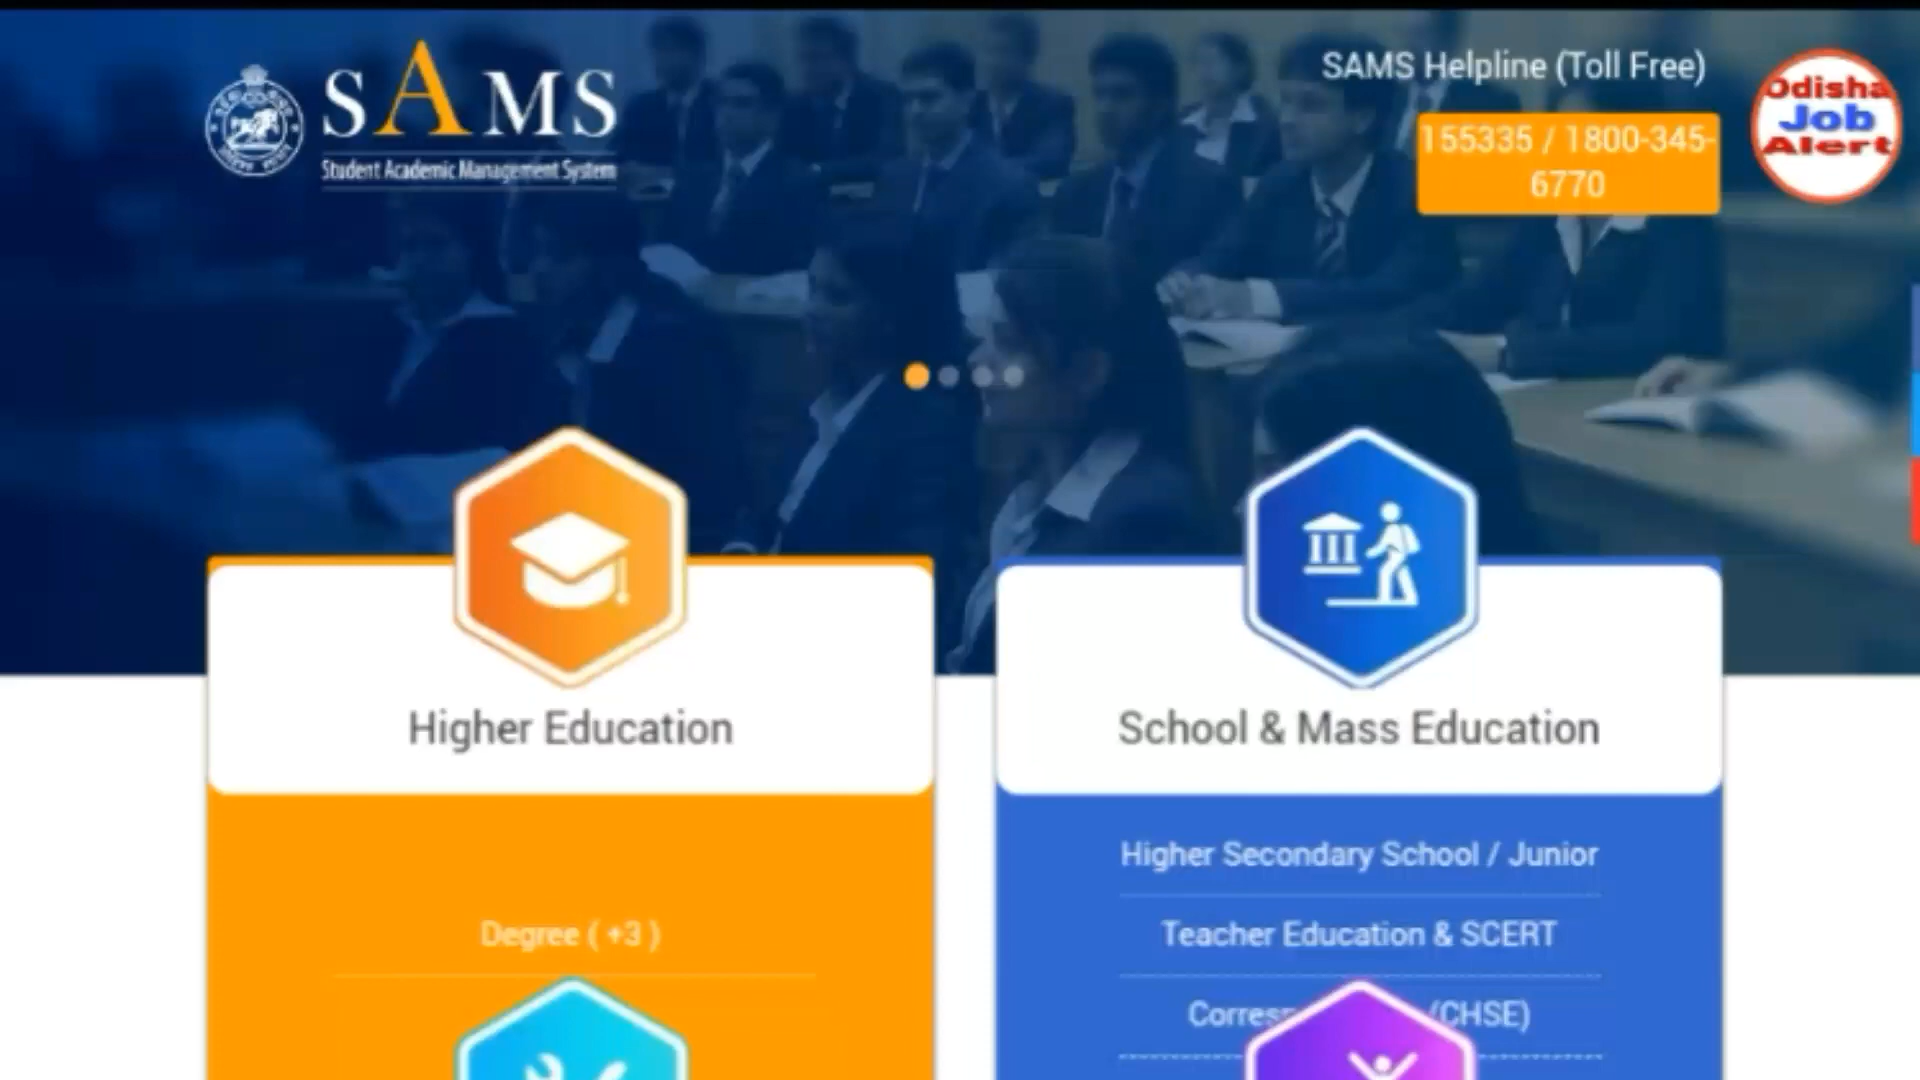 SAMS
Student Academic Management System
SAMS Helpline (Toll Free)
155335 / 1800-345-
6770
Odisha
Job
Alert
Higher Education
School & Mass Education
Degree ( +3 )
Higher Secondary School / Junior
Teacher Education & SCERT
(CHSE)